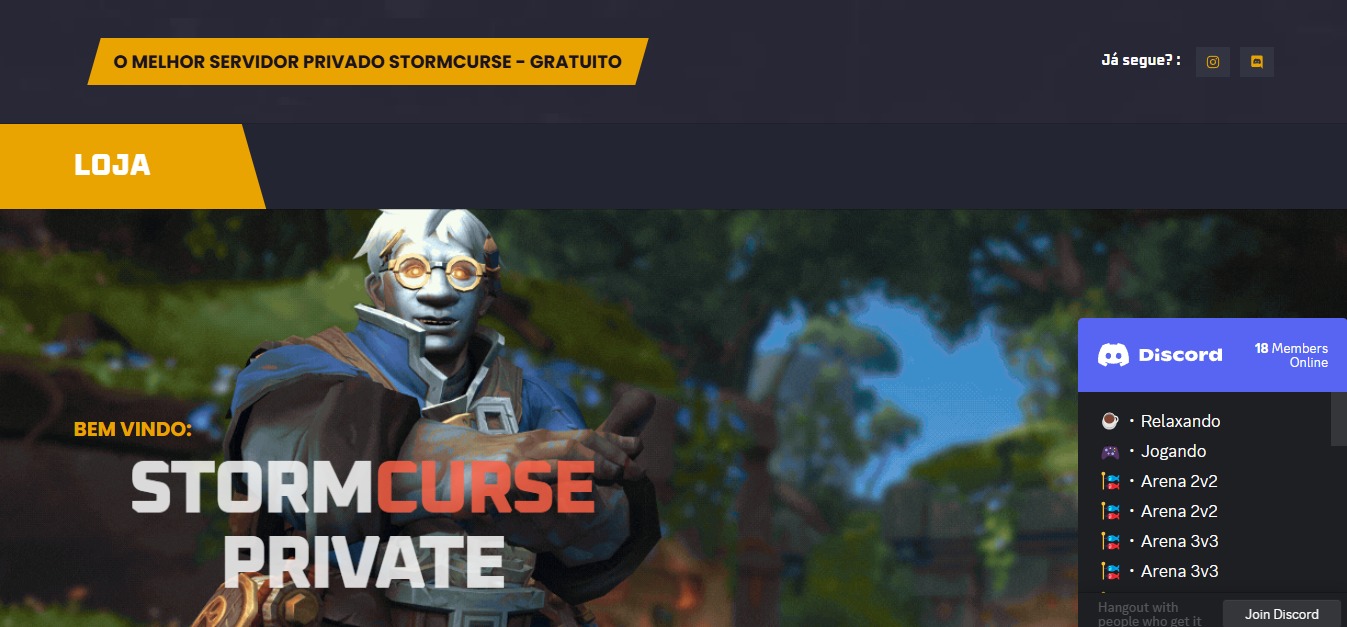 O MELHOR SERVIDOR PRIVADO STORMCURSE - GRATUITO
Já segue? :
LOJA
Discord
18 Members
Online
BEM VINDO:
STORMCURSE
PRIVATE
• Relaxando
• Jogando
• Arena 2v2
• Arena 2v2
• Arena 3v3
• Arena 3v3
Hangout with
people who get it
Join Discord